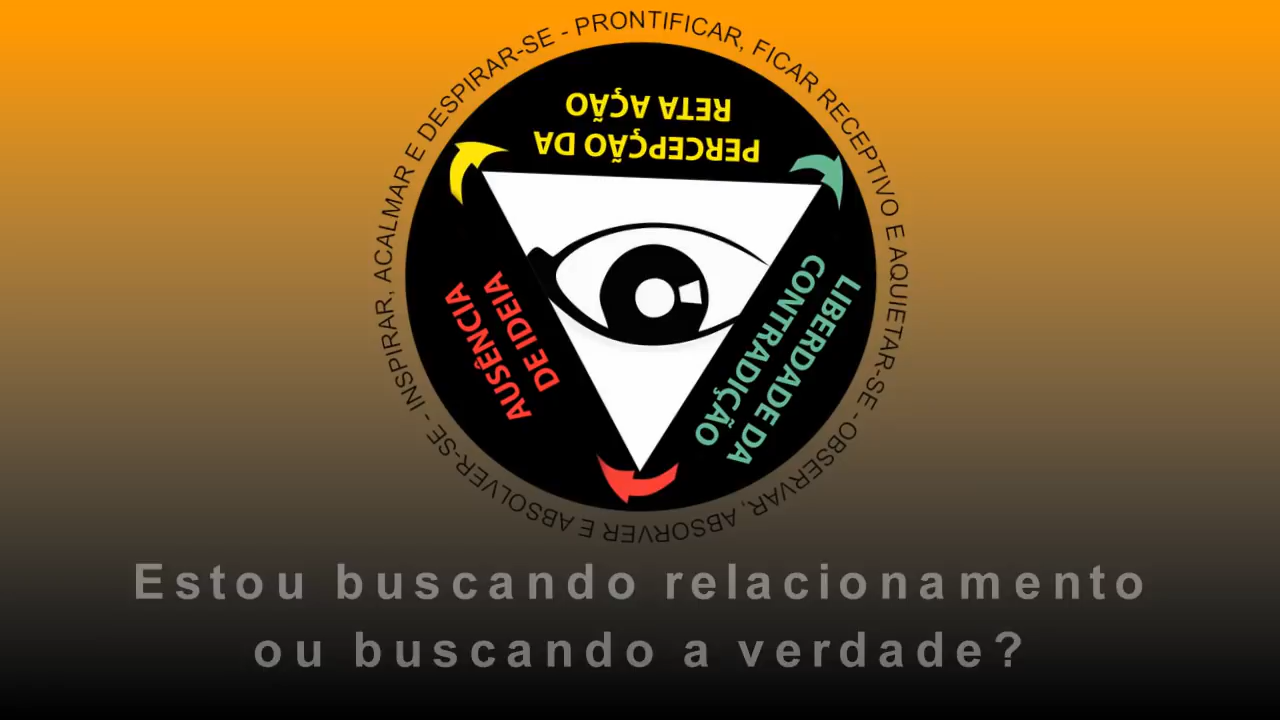 INSPIRAR, ACALMAR E DESPIRAR-SE - PRONTIFICAR, FICAR RECEPTIVO E AQUIETAR-SE - OBSERVAR, ABSORVER E ABSOLVER-SE -
PERCEPÇÃO DA
RETA AÇÃO
AUSÊNCIA
DE IDEIA
LIBERDADE DA
CONTRADIÇÃO
Estou buscando relacionamento
ou buscando a verdade?